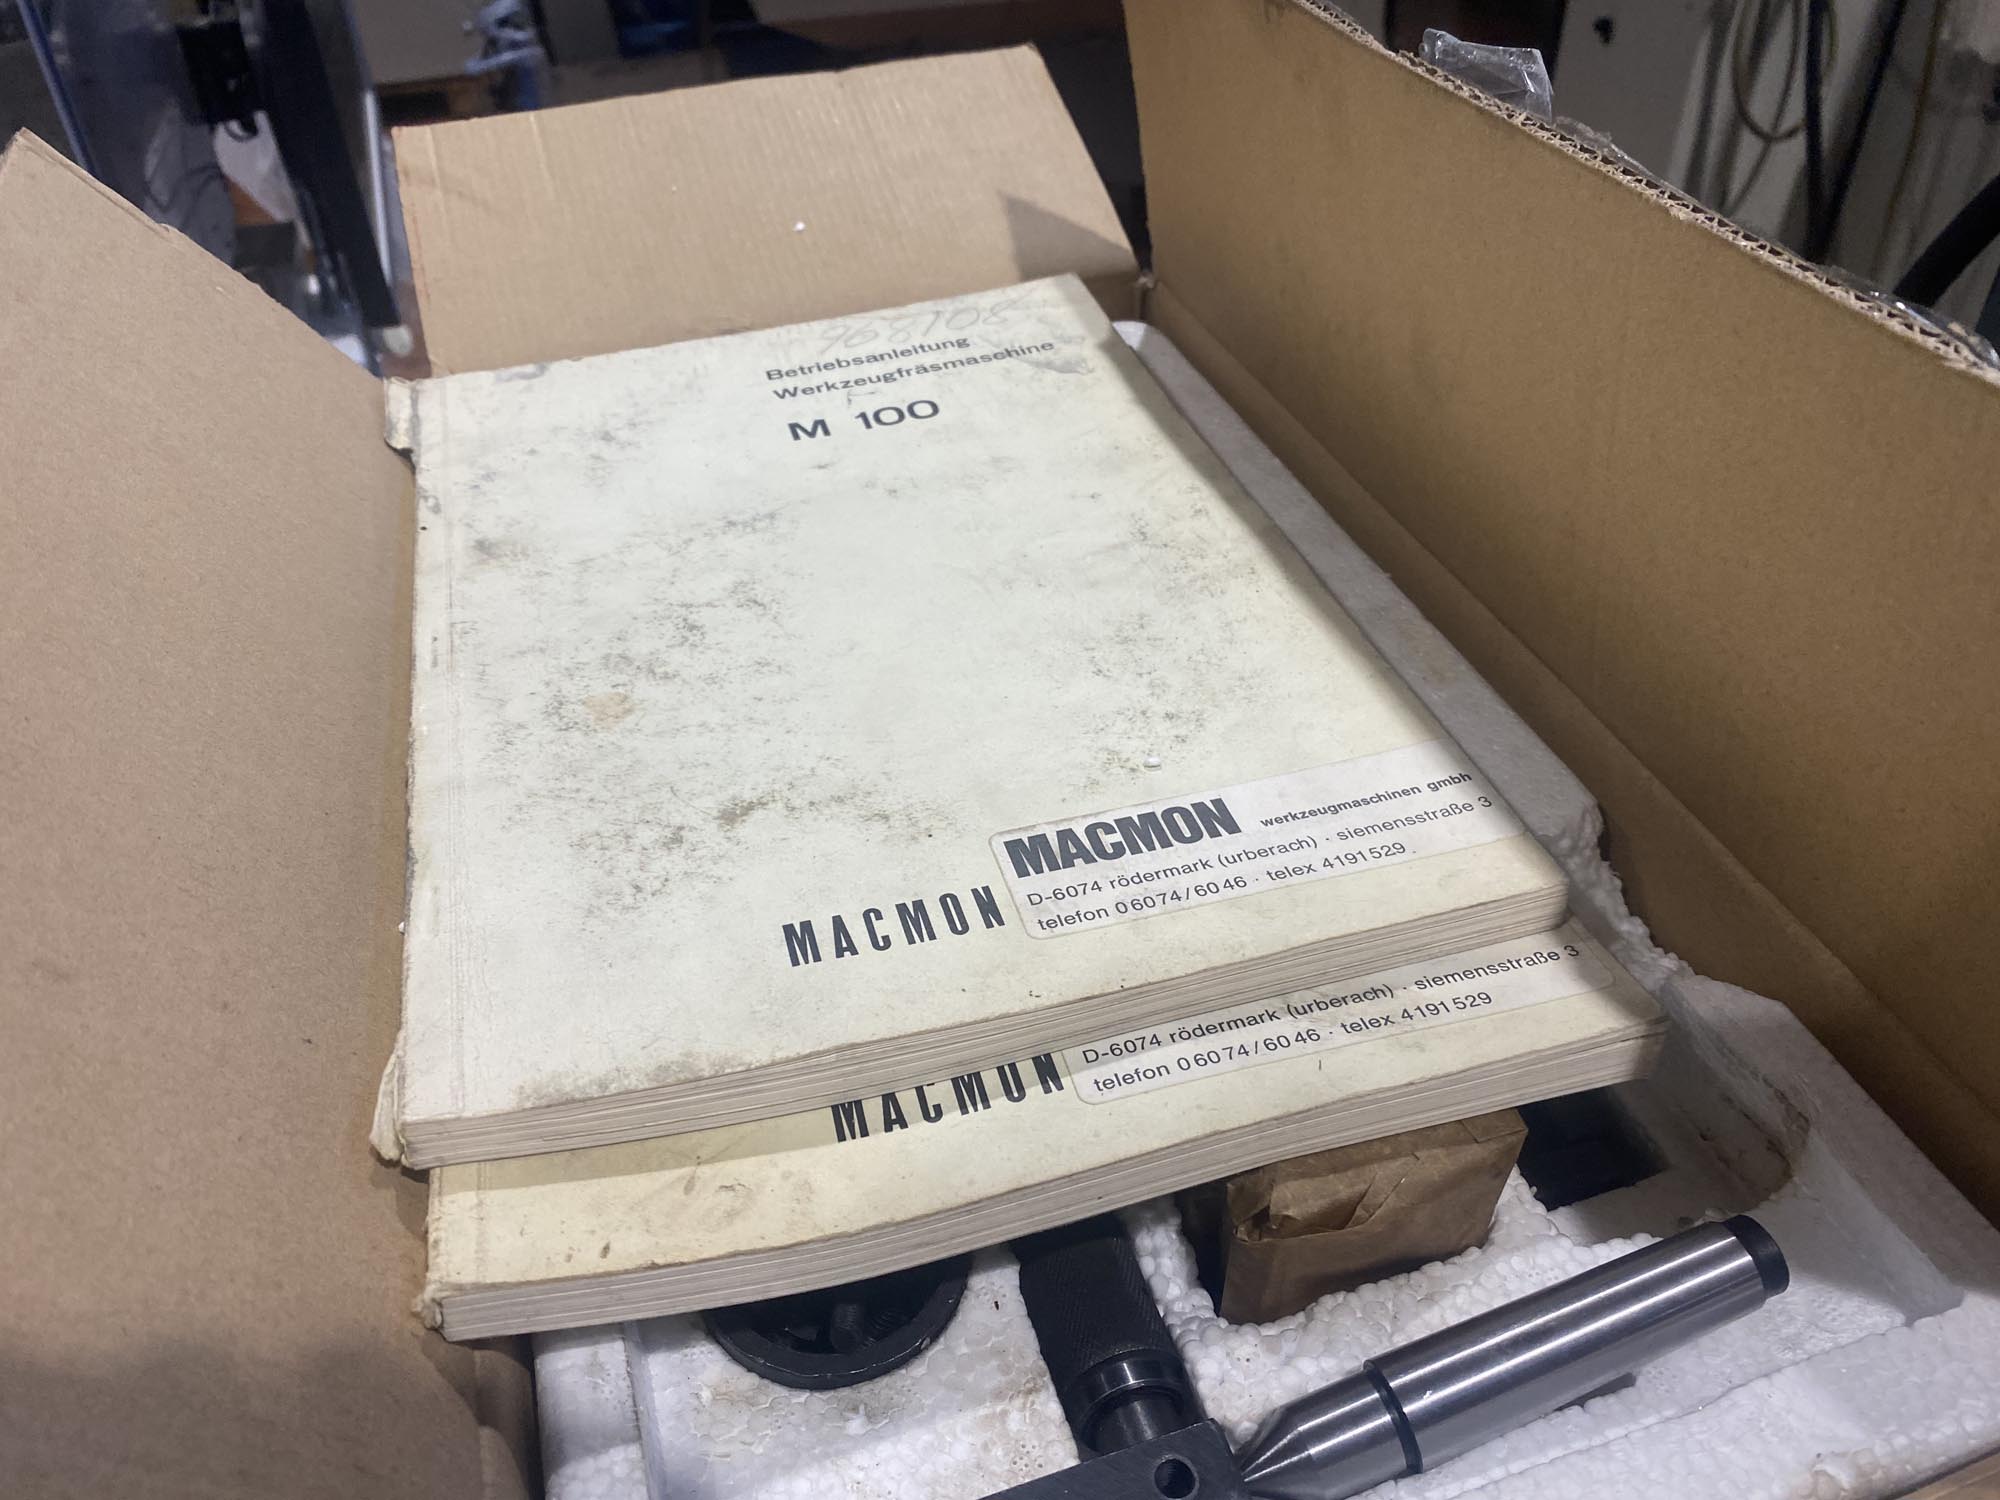 968108
Betriebsanleitung
Werkzeugfräsmaschine
M 100
MACMON werkzeugmaschinen gmbh
D-6074 rödermark (urberach) · siemensstraße 3
telefon 06074/6046 · telex 4191529
MACMON
D-6074 rödermark (urberach) · siemensstraße 3
telefon 06074/6046 · telex 4191529
MACMON